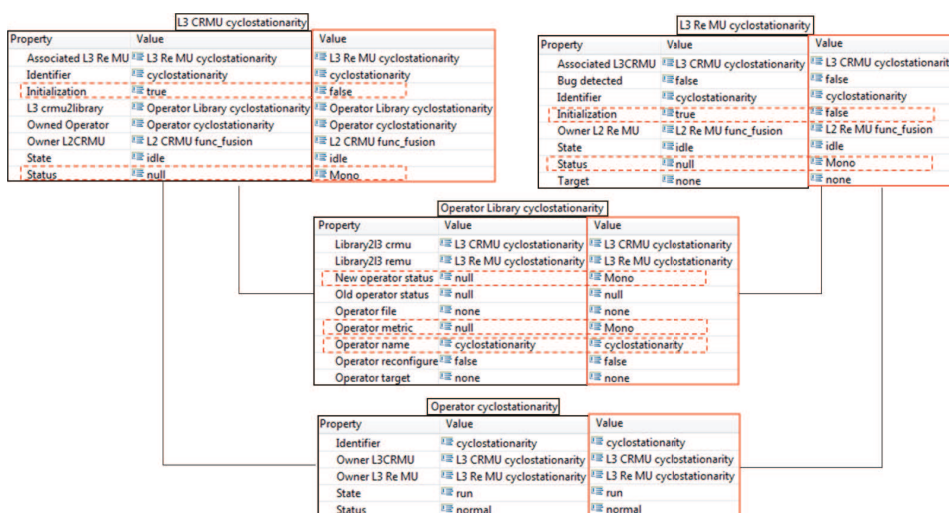 L3 CRMU cyclostationarity
Property Value Value
Associated L3 Re MU L3 Re MU cyclostationarity L3 Re MU cyclostationarity
Identifier cyclostationarity cyclostationarity
Initialization true false
L3 crmu2library Operator Library cyclostationarity Operator Library cyclostationarity
Owned Operator Operator cyclostationarity Operator cyclostationarity
Owner L2CRMU L2 CRMU func_fusion L2 CRMU func_fusion
State idle idle
Status null Mono
L3 Re MU cyclostationarity
Property Value Value
Associated L3CRMU L3 CRMU cyclostationarity L3 CRMU cyclostationarit
Bug detected false false
Identifier cyclostationarity cyclostationarity
Initialization true false
Owner L2 Re MU L2 Re MU func_fusion L2 Re MU func_fusion
State idle idle
Status null Mono
Target none none
Operator Library cyclostationarity
Property Value Value
Library2l3 crmu L3 CRMU cyclostationarity L3 CRMU cyclostationarity
Library2l3 remu L3 Re MU cyclostationarity L3 Re MU cyclostationarity
New operator status null Mono
Old operator status null null
Operator file none none
Operator metric null Mono
Operator name cyclostationarity cyclostationarity
Operator reconfigure false false
Operator target none none
Operator cyclostationarity
Property Value Value
Identifier cyclostationarity cyclostationarity
Owner L3CRMU L3 CRMU cyclostationarity L3 CRMU cyclostationarity
Owner L3 Re MU L3 Re MU cyclostationarity L3 Re MU cyclostationarity
State run run
Status normal normal